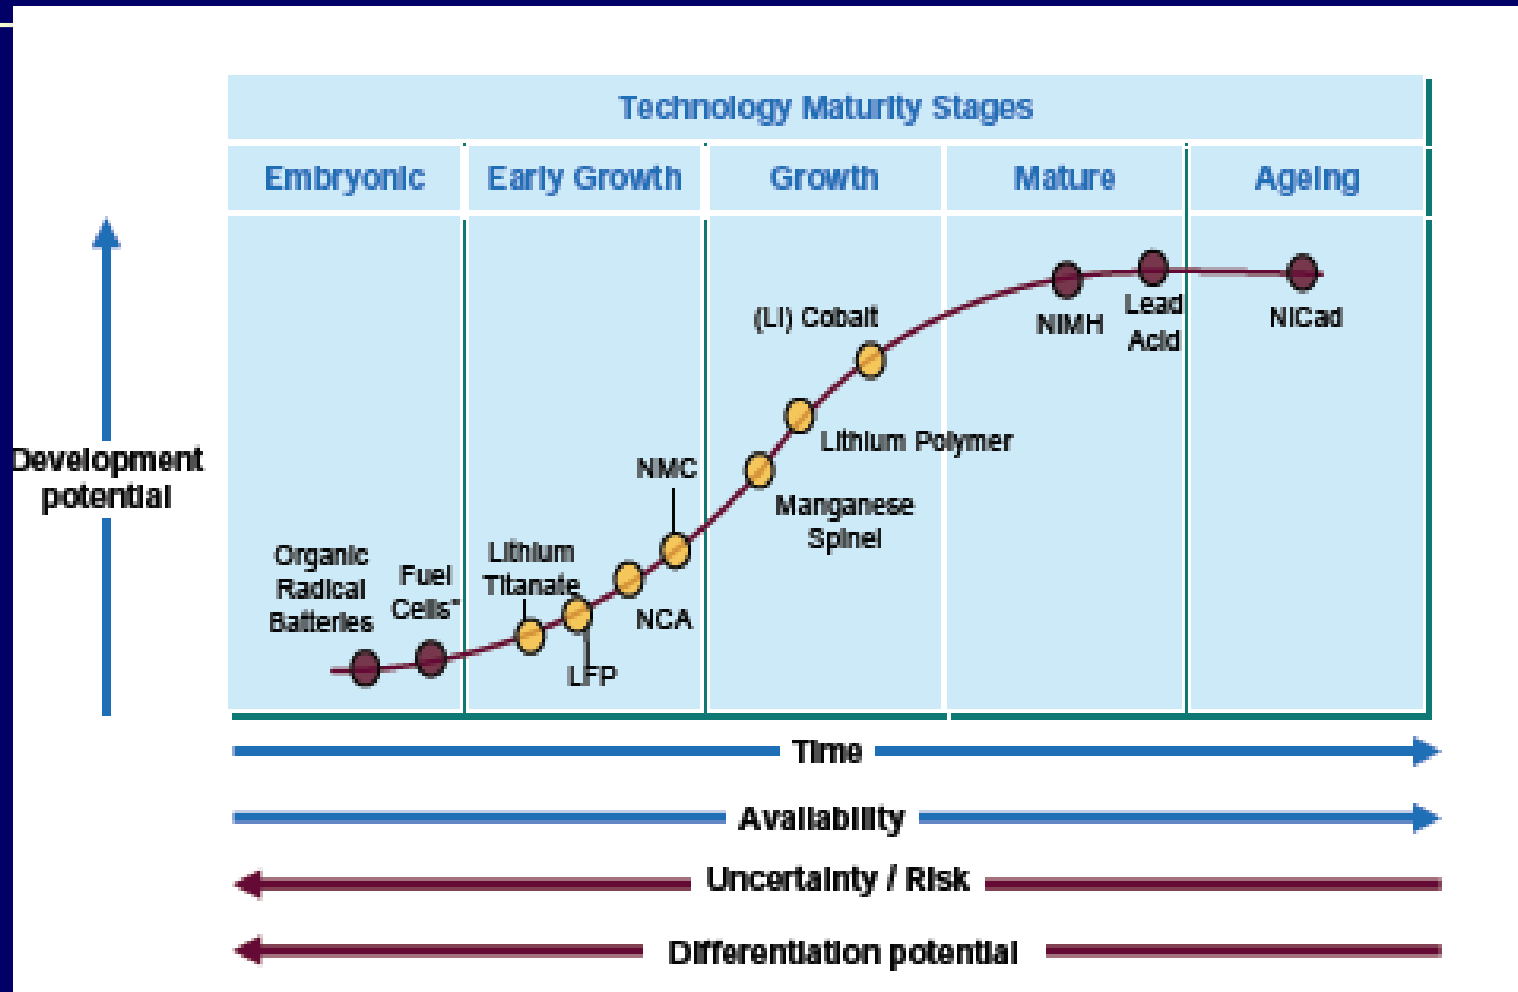 Technology Maturity Stages
Embryonic
Early Growth
Growth
Mature
Ageing
Development
potential
Organic
Radical
Batteries
Fuel
Cells"
Lithium
Titanate
LFP
NCA
NMC
Manganese
Spinel
Lithium Polymer
(Li) Cobalt
NiMH
Lead
Acid
NiCad
Time
Availability
Uncertainty / Risk
Differentiation potential